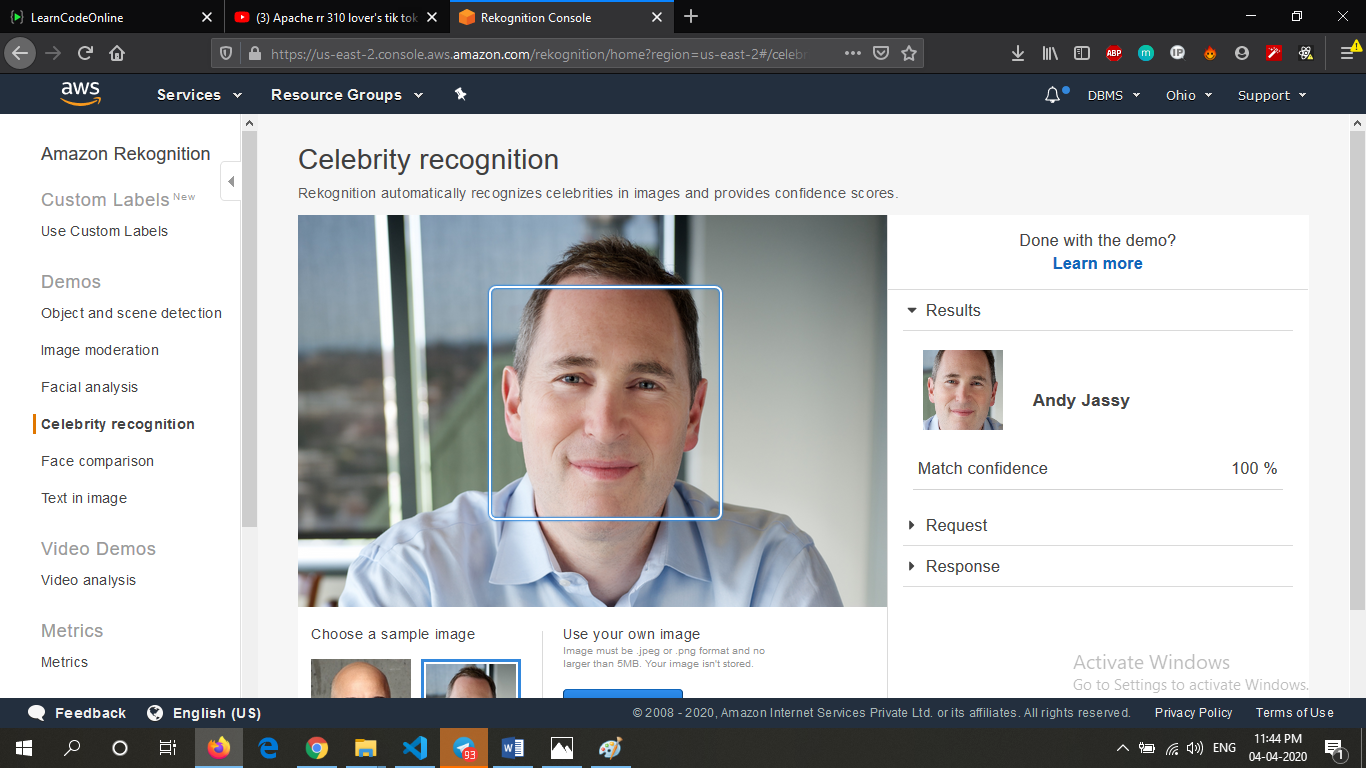 LearnCodeOnline
(3) Apache rr 310 lover's tik tok
Rekognition Console
https://us-east-2.console.aws.amazon.com/rekognition/home?region=us-east-2#/celebr
ABP
m
IP
aws
Services
Resource Groups
DBMS
Ohio
Support
Amazon Rekognition
Custom Labels New
Use Custom Labels
Demos
Object and scene detection
Image moderation
Facial analysis
Celebrity recognition
Face comparison
Text in image
Video Demos
Video analysis
Metrics
Metrics
Celebrity recognition
Rekognition automatically recognizes celebrities in images and provides confidence scores.
Choose a sample image
Use your own image
Image must be .jpeg or .png format and no
larger than 5MB. Your image isn't stored.
Done with the demo?
Learn more
Results
Andy Jassy
Match confidence 100 %
Request
Response
Activate Windows
Go to Settings to activate Windows.
Feedback
English (US)
© 2008 - 2020, Amazon Internet Services Private Ltd. or its affiliates. All rights reserved.
Privacy Policy
Terms of Use
93
ENG
11:44 PM
04-04-2020
1